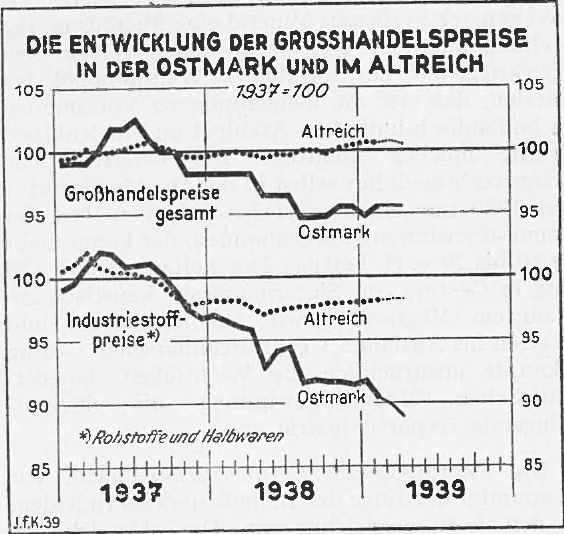 DIE ENTWICKLUNG DER GROSSHANDELSPREISE
IN DER OSTMARK UND IM ALTREICH
1937=100
105
105
Altreich
100
100
Großhandelspreise
gesamt
95
95
Ostmark
100
100
Industriestoff-
preise*)
Altreich
95
95
Ostmark
90
90
*) Rohstoffe und Halbwaren
85
85
1937
1938
1939
J.f.K.39